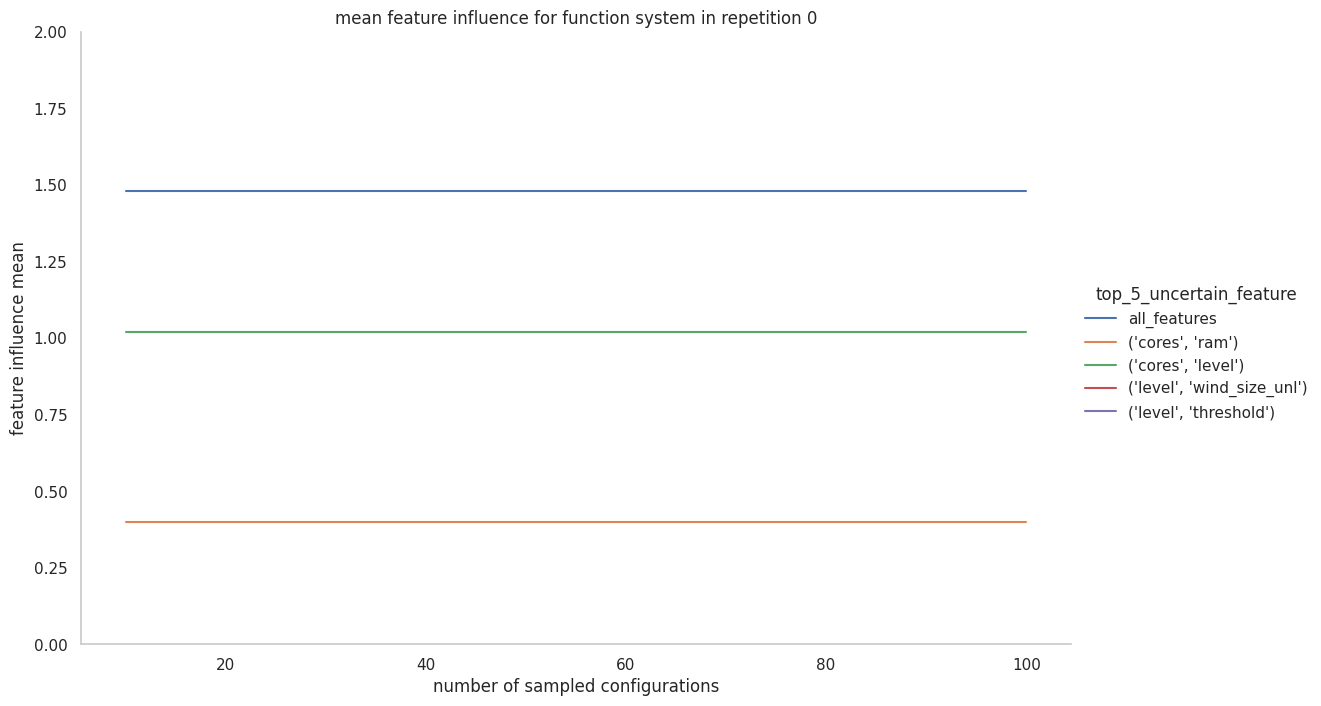 mean feature influence for function system in repetition 0
2.00
1.75
1.50
1.25
1.00
0.75
0.50
0.25
0.00
feature influence mean
20 40 60 80 100
number of sampled configurations
top_5_uncertain_feature
all_features
('cores', 'ram')
('cores', 'level')
('level', 'wind_size_unl')
('level', 'threshold')